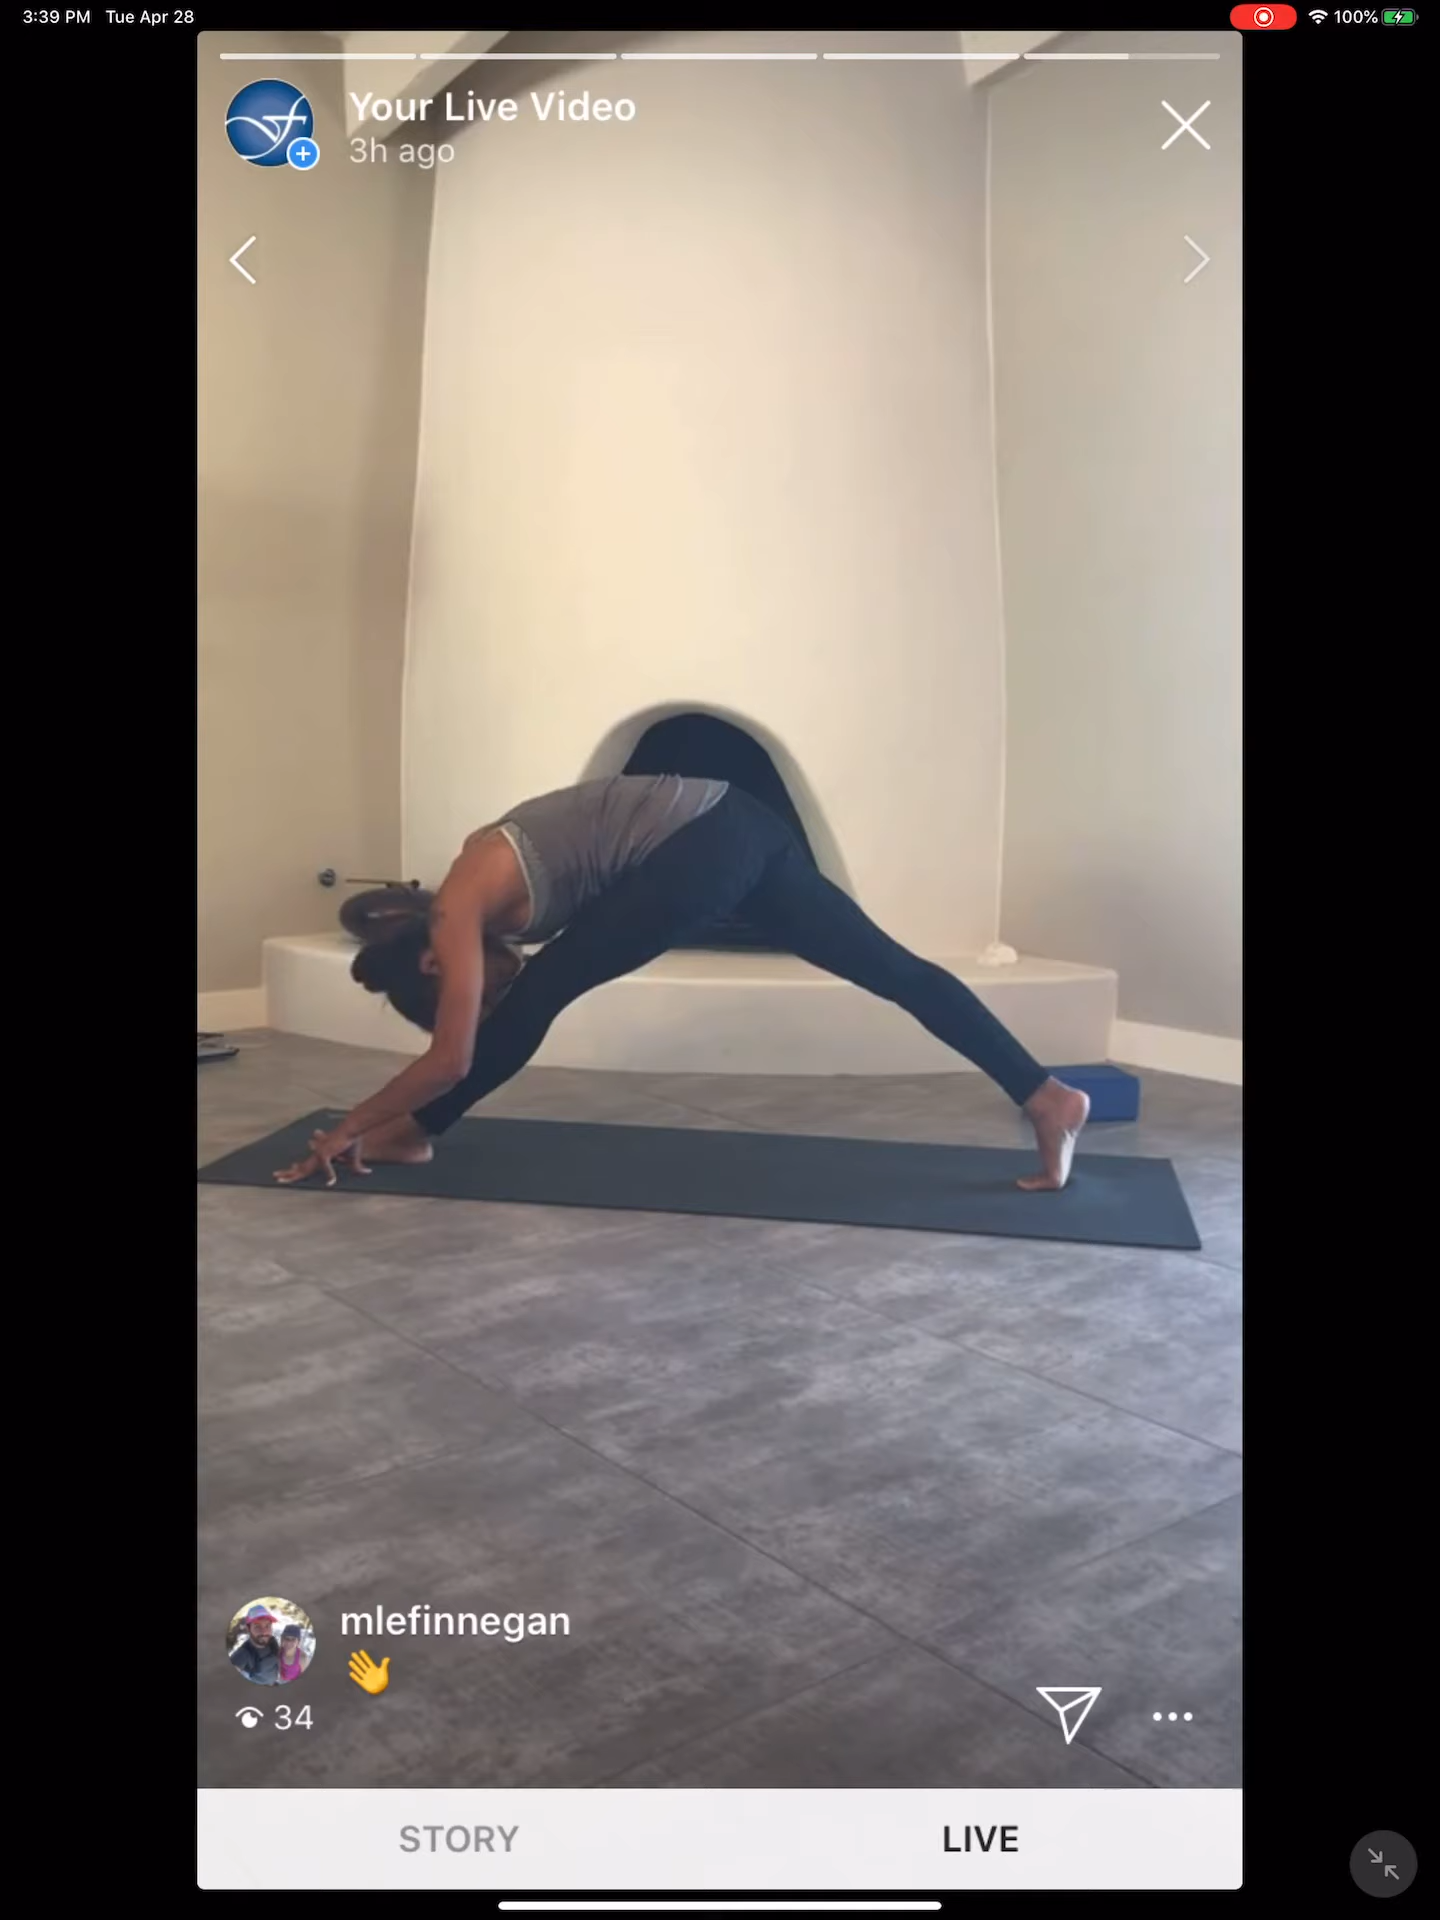 3:39 PM Tue Apr 28
100%
Your Live Video
3h ago
mlefinnegan
👋
34
STORY
LIVE